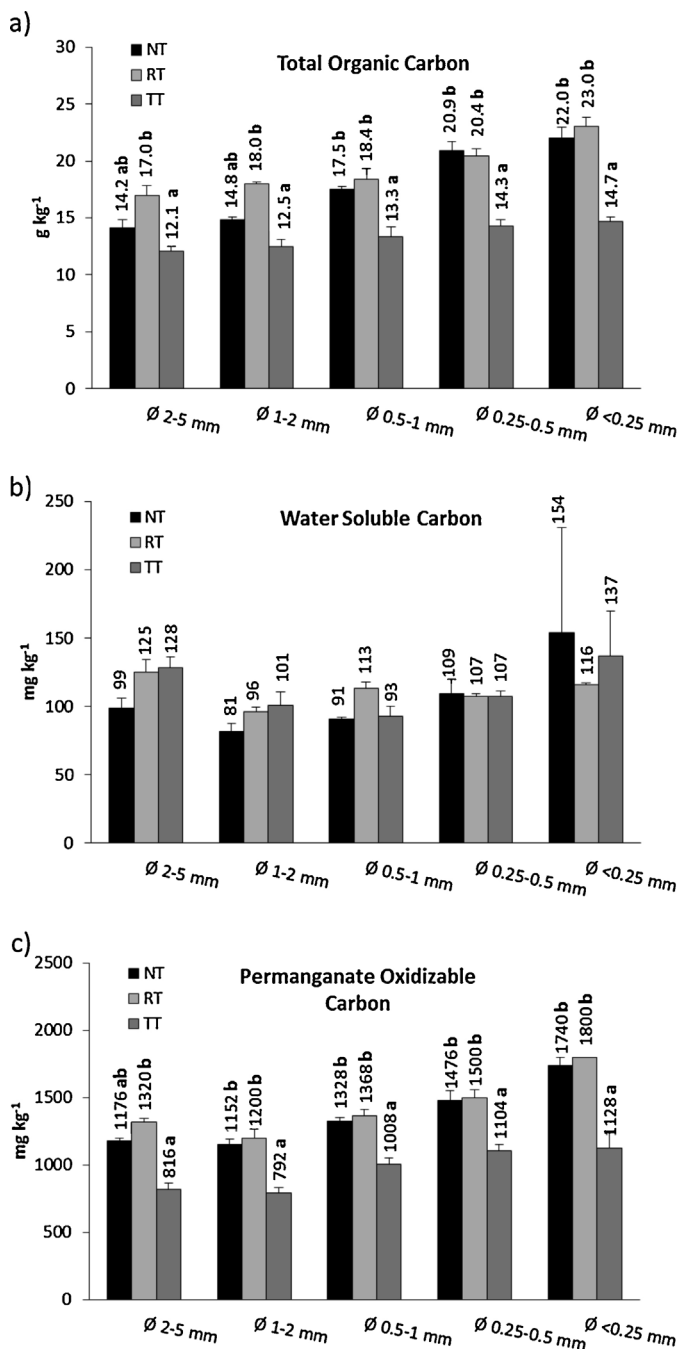 a)
Total Organic Carbon
NT
RT
TT
g kg⁻¹
30
25
20
15
10
5
0
14.2 ab
17.0 b
12.1 a
14.8 ab
18.0 b
12.5 a
17.5 b
18.4 b
13.3 a
20.9 b
20.4 b
14.3 a
22.0 b
23.0 b
14.7 a
Ø 2-5 mm
Ø 1-2 mm
Ø 0.5-1 mm
Ø 0.25-0.5 mm
Ø <0.25 mm
b)
Water Soluble Carbon
NT
RT
TT
mg kg⁻¹
250
200
150
100
50
0
99
125
128
81
96
101
91
113
93
109
107
107
154
116
137
Ø 2-5 mm
Ø 1-2 mm
Ø 0.5-1 mm
Ø 0.25-0.5 mm
Ø <0.25 mm
c)
Permanganate Oxidizable
Carbon
NT
RT
TT
mg kg⁻¹
2500
2000
1500
1000
500
0
1176 ab
1320 b
816 a
1152 b
1200 b
792 a
1328 b
1368 b
1008 a
1476 b
1500 b
1104 a
1740 b
1800 b
1128 a
Ø 2-5 mm
Ø 1-2 mm
Ø 0.5-1 mm
Ø 0.25-0.5 mm
Ø <0.25 mm